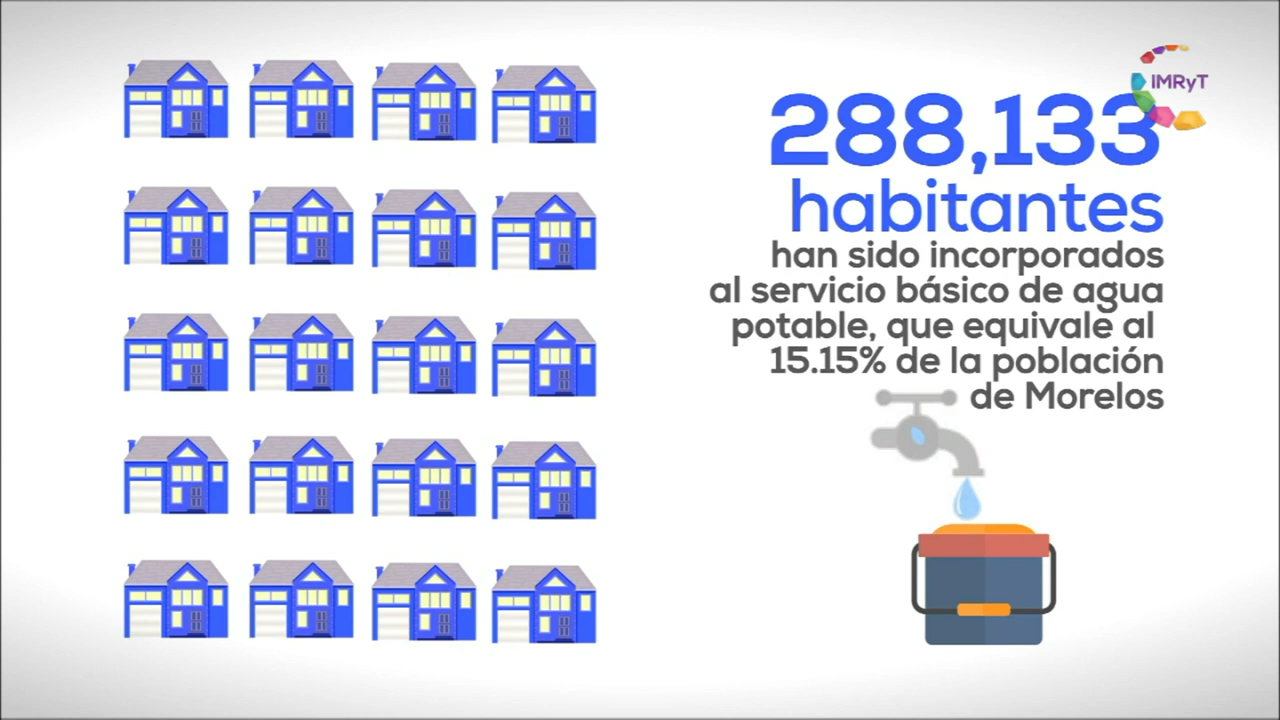 IMRyT
288,133
habitantes
han sido incorporados
al servicio básico de agua
potable, que equivale al
15.15% de la población
de Morelos